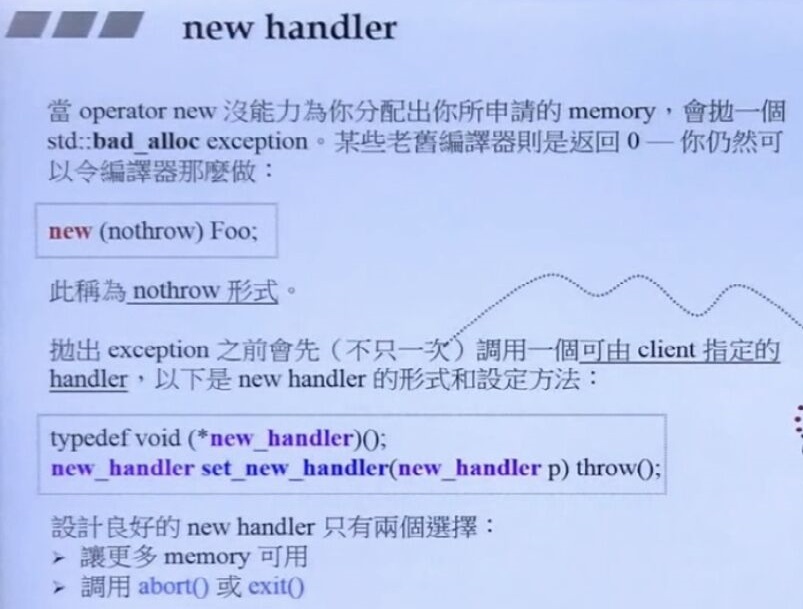 new handler
當 operator new 沒能力為你分配出你所申請的 memory，會拋一個
std::bad_alloc exception。某些老舊編譯器則是返回 0 — 你仍然可
以令編譯器那麼做：
new (nothrow) Foo;
此稱為 nothrow 形式。
拋出 exception 之前會先（不只一次）調用一個可由 client 指定的
handler，以下是 new handler 的形式和設定方法：
typedef void (*new_handler)();
new_handler set_new_handler(new_handler p) throw();
設計良好的 new handler 只有兩個選擇：
➢ 讓更多 memory 可用
➢ 調用 abort() 或 exit()